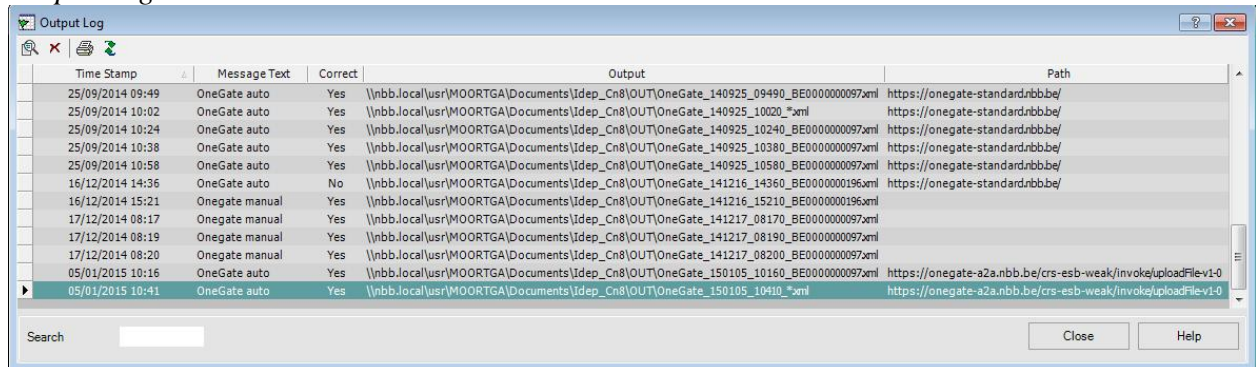 Output Log
Time Stamp Message Text Correct Output Path
25/09/2014 09:49 OneGate auto Yes \\nbb.local\usr\MOORTGA\Documents\Idep_Cn8\OUT\OneGate_140925_09490_BE0000000097.xml https://onegate-standard.nbb.be/
25/09/2014 10:02 OneGate auto Yes \\nbb.local\usr\MOORTGA\Documents\Idep_Cn8\OUT\OneGate_140925_10020_*.xml https://onegate-standard.nbb.be/
25/09/2014 10:24 OneGate auto Yes \\nbb.local\usr\MOORTGA\Documents\Idep_Cn8\OUT\OneGate_140925_10240_BE0000000097.xml https://onegate-standard.nbb.be/
25/09/2014 10:38 OneGate auto Yes \\nbb.local\usr\MOORTGA\Documents\Idep_Cn8\OUT\OneGate_140925_10380_BE0000000097.xml https://onegate-standard.nbb.be/
25/09/2014 10:58 OneGate auto Yes \\nbb.local\usr\MOORTGA\Documents\Idep_Cn8\OUT\OneGate_140925_10580_BE0000000097.xml https://onegate-standard.nbb.be/
16/12/2014 14:36 OneGate auto No \\nbb.local\usr\MOORTGA\Documents\Idep_Cn8\OUT\OneGate_141216_14360_BE0000000196.xml https://onegate-standard.nbb.be/
16/12/2014 15:21 Onegate manual Yes \\nbb.local\usr\MOORTGA\Documents\Idep_Cn8\OUT\OneGate_141216_15210_BE0000000196.xml
17/12/2014 08:17 Onegate manual Yes \\nbb.local\usr\MOORTGA\Documents\Idep_Cn8\OUT\OneGate_141217_08170_BE0000000097.xml
17/12/2014 08:19 Onegate manual Yes \\nbb.local\usr\MOORTGA\Documents\Idep_Cn8\OUT\OneGate_141217_08190_BE0000000097.xml
17/12/2014 08:20 Onegate manual Yes \\nbb.local\usr\MOORTGA\Documents\Idep_Cn8\OUT\OneGate_141217_08200_BE0000000097.xml
05/01/2015 10:16 OneGate auto Yes \\nbb.local\usr\MOORTGA\Documents\Idep_Cn8\OUT\OneGate_150105_10160_BE0000000097.xml https://onegate-a2a.nbb.be/crs-esb-weak/invoke/uploadFile-v1-0
05/01/2015 10:41 OneGate auto Yes \\nbb.local\usr\MOORTGA\Documents\Idep_Cn8\OUT\OneGate_150105_10410_*.xml https://onegate-a2a.nbb.be/crs-esb-weak/invoke/uploadFile-v1-0
Search Close Help